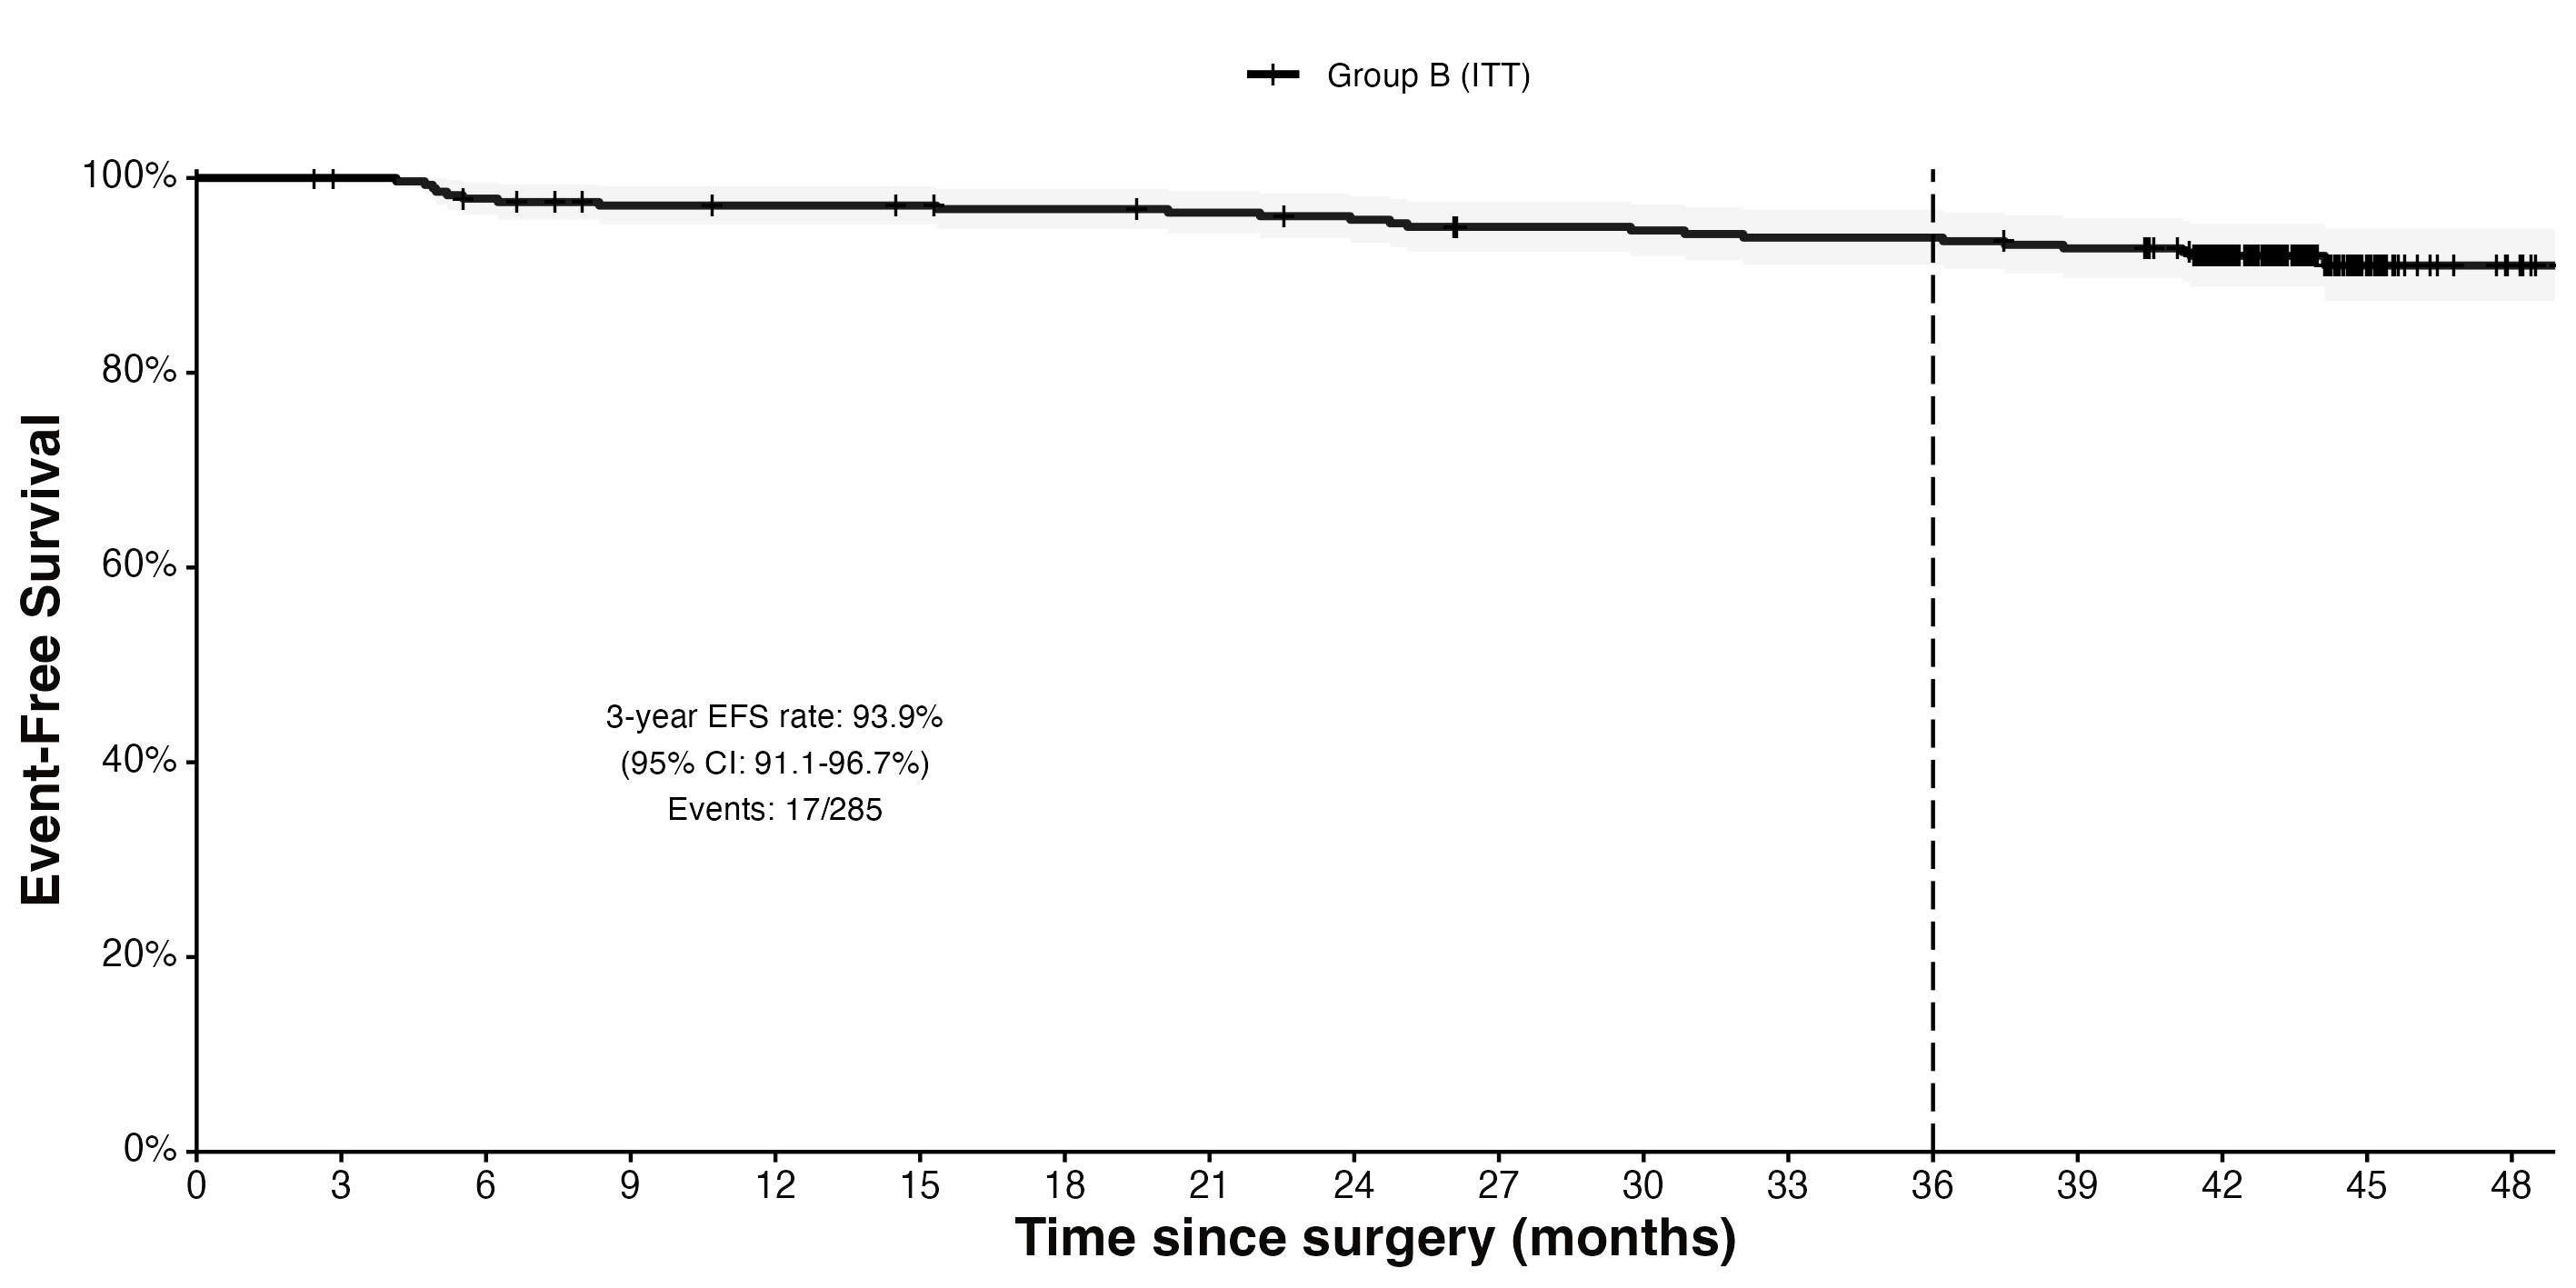 Group B (ITT)
100%
80%
60%
40%
20%
0%
Event-Free Survival
3-year EFS rate: 93.9%
(95% CI: 91.1-96.7%)
Events: 17/285
0 3 6 9 12 15 18 21 24 27 30 33 36 39 42 45 48
Time since surgery (months)